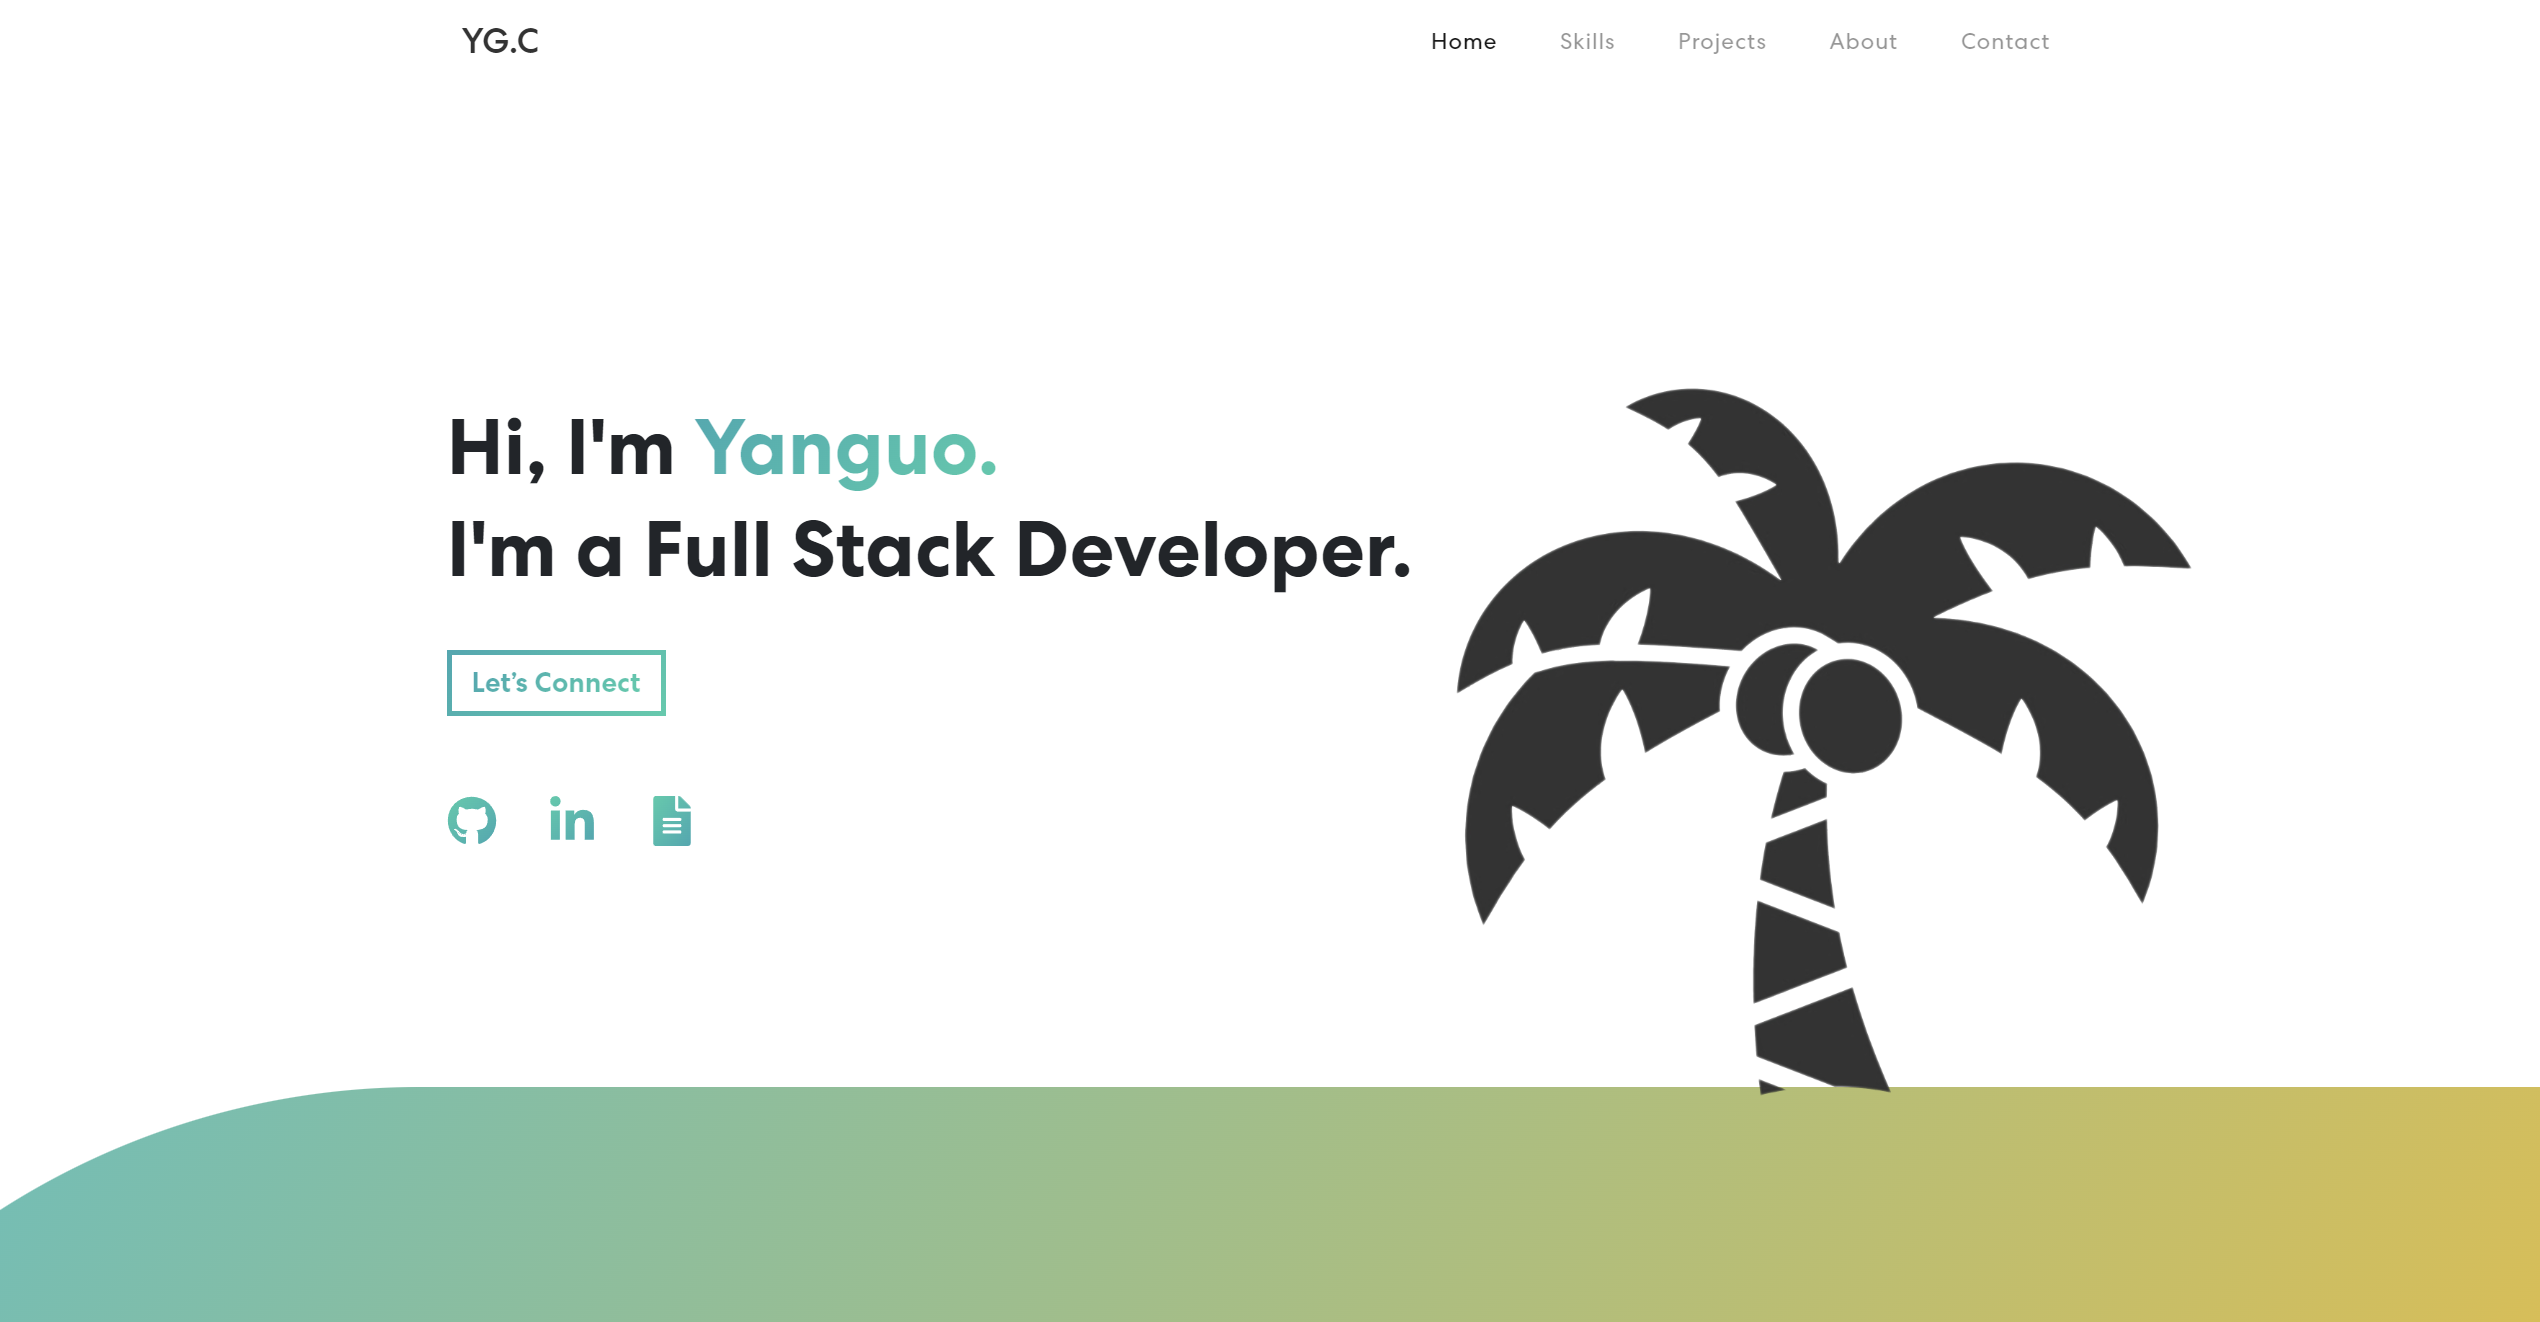 YG.C
Home Skills Projects About Contact
Hi, I'm Yanguo.
I'm a Full Stack Developer.
Let’s Connect
in